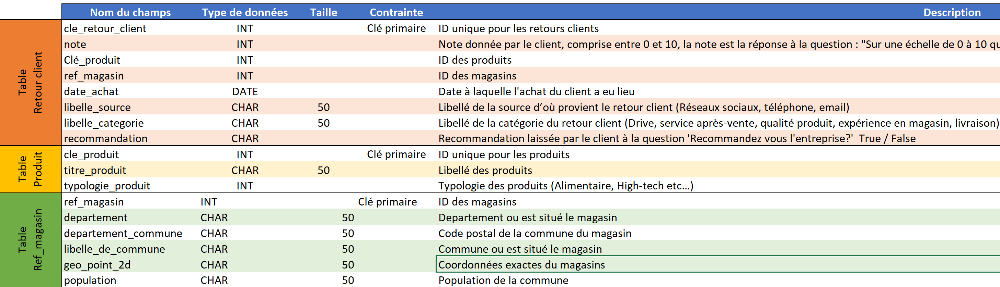 Nom du champs Type de données Taille Contrainte Description
Table
Retour client
cle_retour_client INT Clé primaire ID unique pour les retours clients
note INT Note donnée par le client, comprise entre 0 et 10, la note est la réponse à la question : "Sur une échelle de 0 à 10 qu
Clé_produit INT ID des produits
ref_magasin INT ID des magasins
date_achat DATE Date à laquelle l'achat du client a eu lieu
libelle_source CHAR 50 Libellé de la source d’où provient le retour client (Réseaux sociaux, téléphone, email)
libelle_categorie CHAR 50 Libellé de la catégorie du retour client (Drive, service après-vente, qualité produit, expérience en magasin, livraison)
recommandation CHAR Recommandation laissée par le client à la question 'Recommandez vous l'entreprise?' True / False
Table
Produit
cle_produit INT Clé primaire ID unique pour les produits
titre_produit CHAR 50 Libellé des produits
typologie_produit INT Typologie des produits (Alimentaire, High-tech etc…)
Table
Ref_magasin
ref_magasin INT Clé primaire ID des magasins
departement CHAR 50 Departement ou est situé le magasin
departement_commune CHAR 50 Code postal de la commune du magasin
libelle_de_commune CHAR 50 Commune ou est situé le magasin
geo_point_2d CHAR 50 Coordonnées exactes du magasins
population CHAR 50 Population de la commune